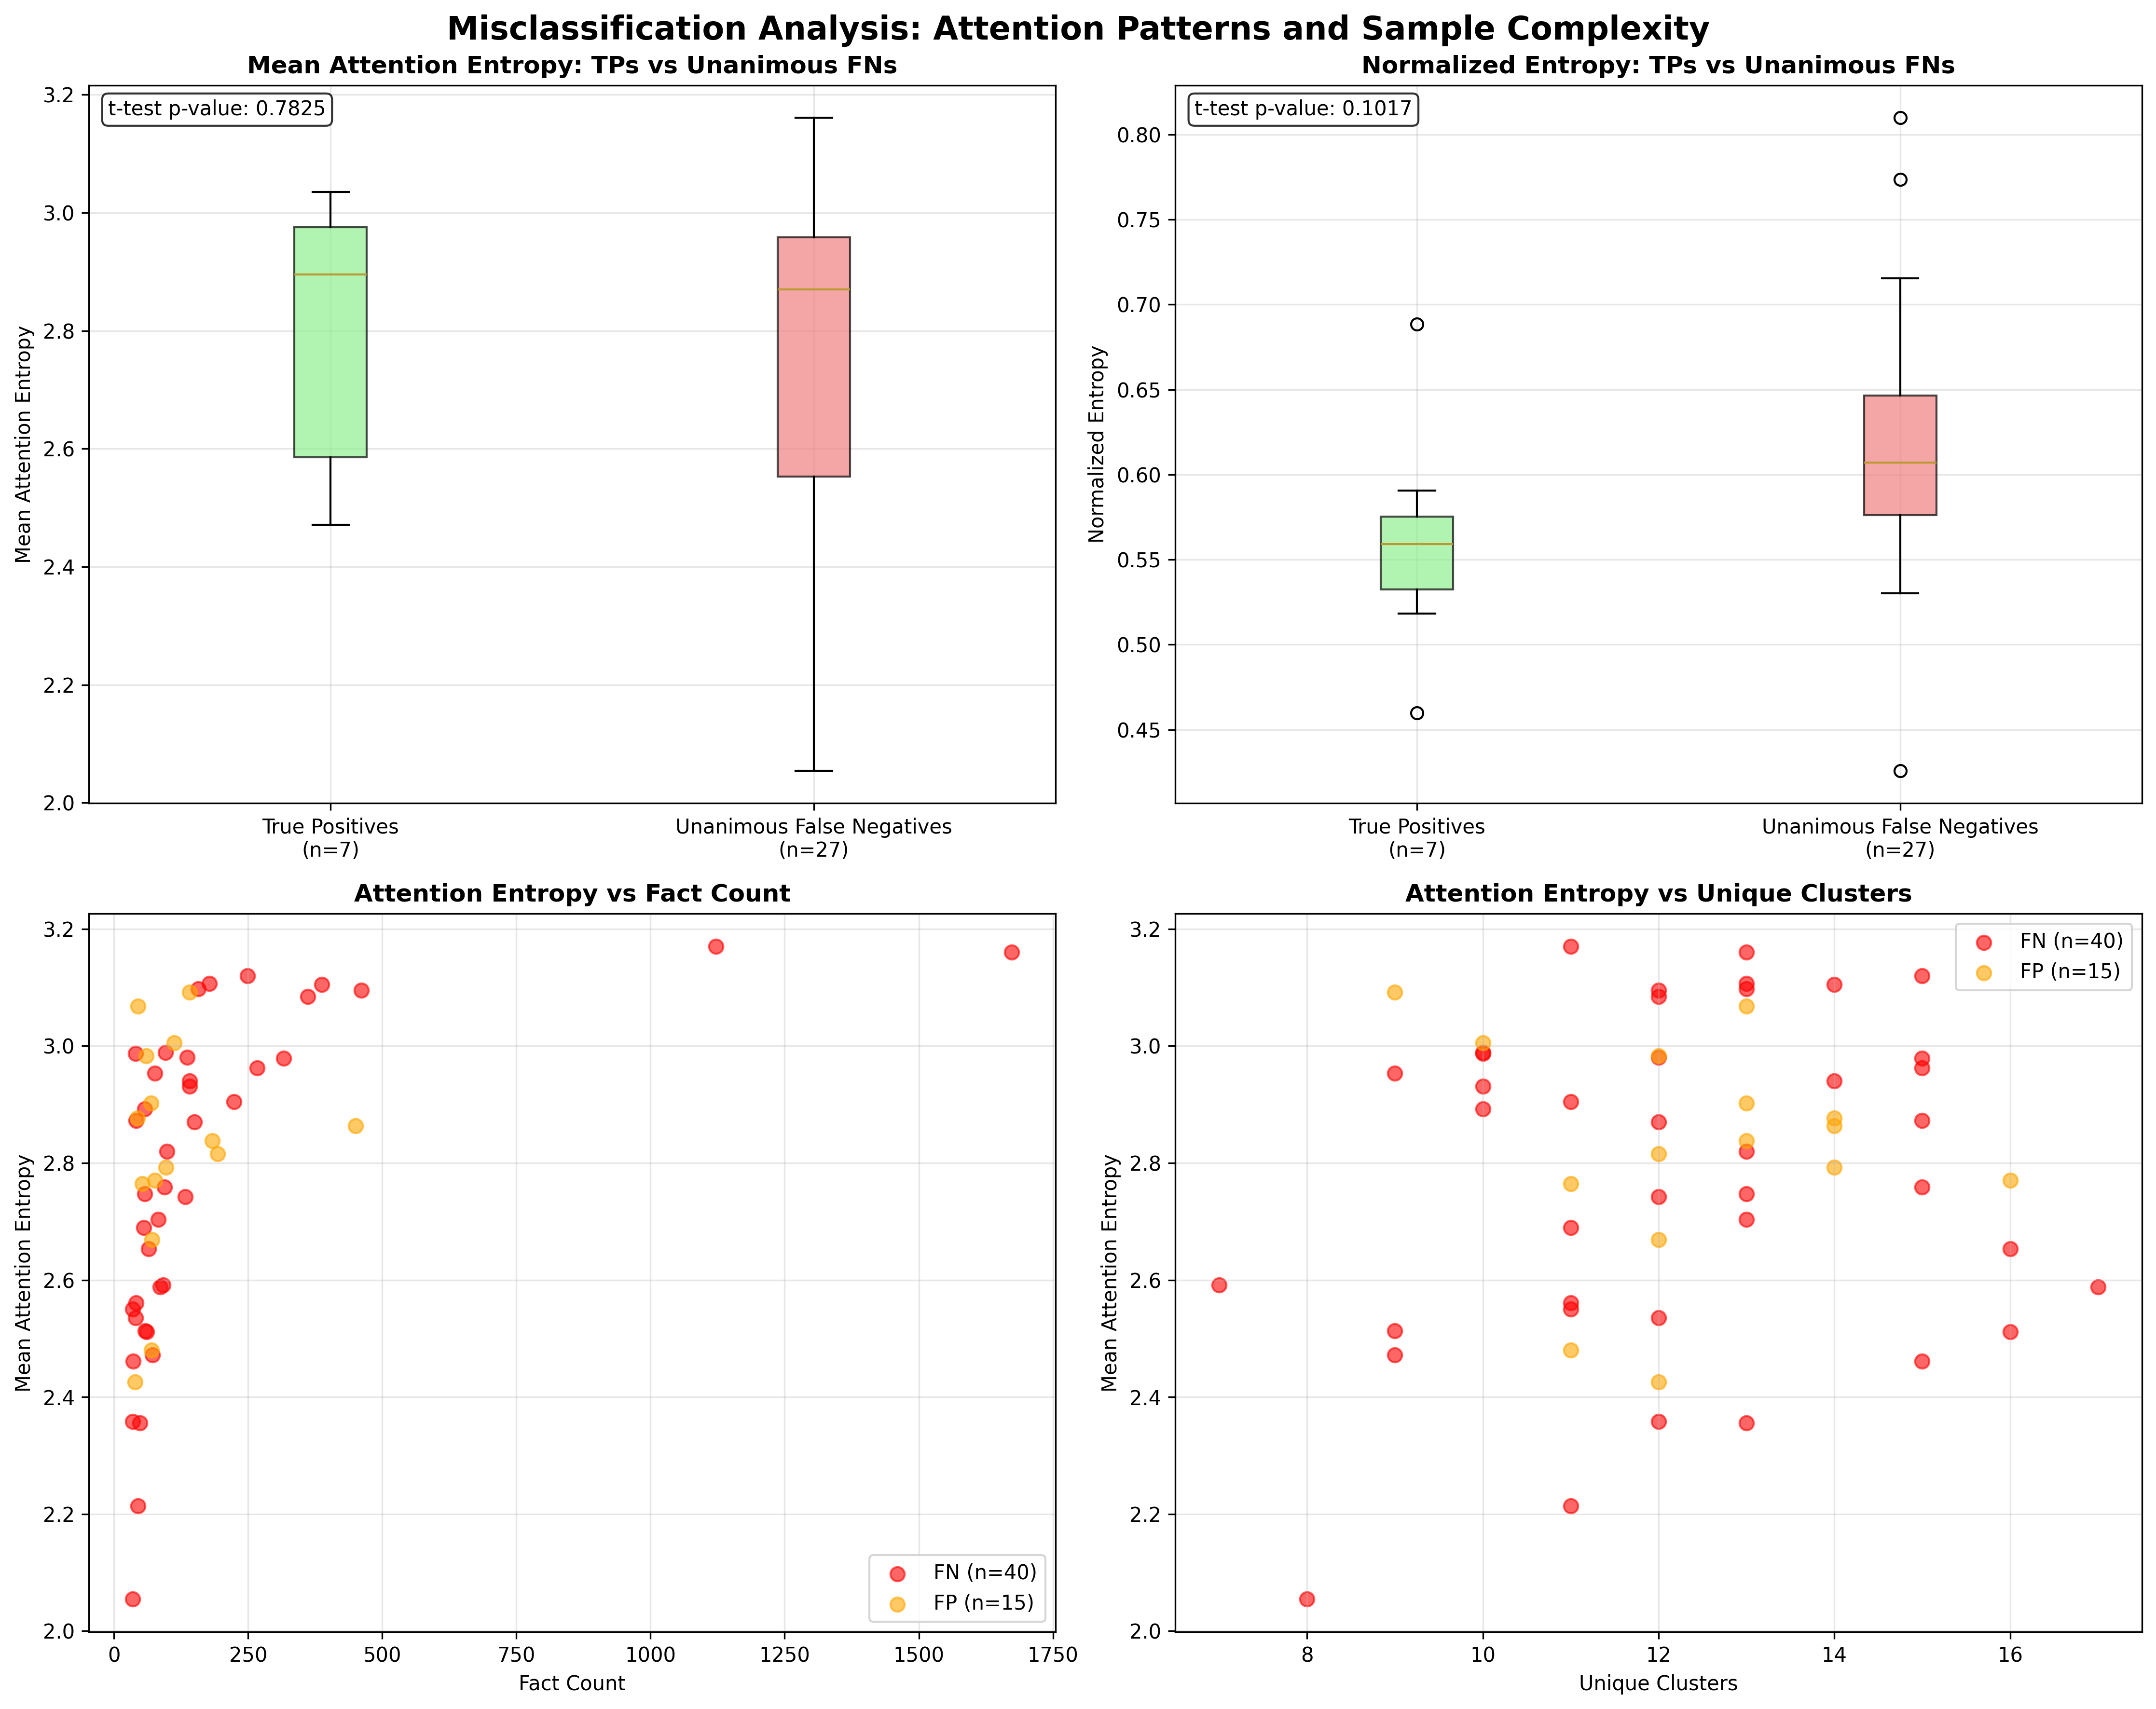 Misclassification Analysis: Attention Patterns and Sample Complexity
Mean Attention Entropy: TPs vs Unanimous FNs
t-test p-value: 0.7825
Mean Attention Entropy
3.2
3.0
2.8
2.6
2.4
2.2
2.0
True Positives
(n=7)
Unanimous False Negatives
(n=27)
Normalized Entropy: TPs vs Unanimous FNs
t-test p-value: 0.1017
Normalized Entropy
0.80
0.75
0.70
0.65
0.60
0.55
0.50
0.45
True Positives
(n=7)
Unanimous False Negatives
(n=27)
Attention Entropy vs Fact Count
Mean Attention Entropy
3.2
3.0
2.8
2.6
2.4
2.2
2.0
FN (n=40)
FP (n=15)
0 250 500 750 1000 1250 1500 1750
Fact Count
Attention Entropy vs Unique Clusters
Mean Attention Entropy
3.2
3.0
2.8
2.6
2.4
2.2
2.0
FN (n=40)
FP (n=15)
8 10 12 14 16
Unique Clusters